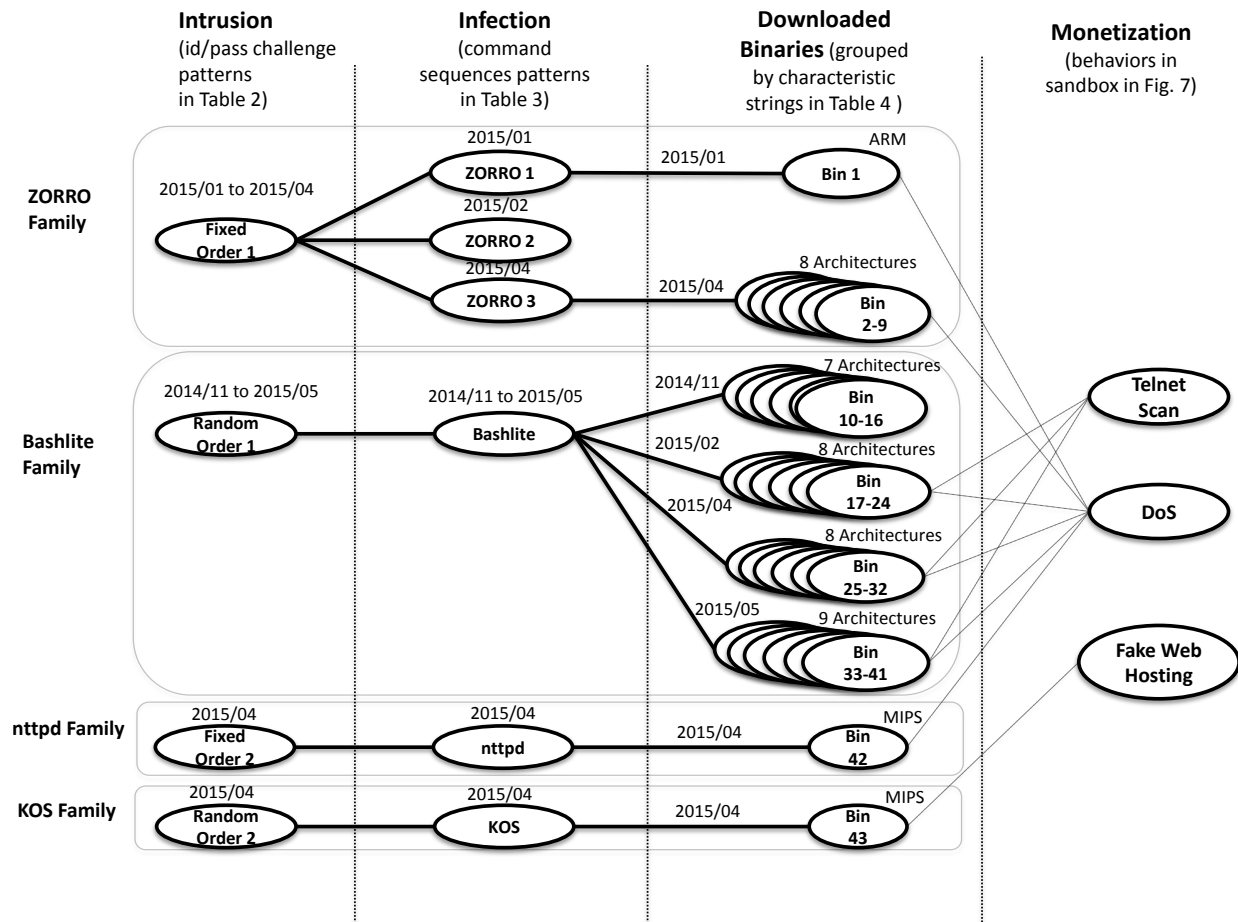 Intrusion
(id/pass challenge
patterns
in Table 2)
Infection
(command
sequences patterns
in Table 3)
Downloaded
Binaries (grouped
by characteristic
strings in Table 4 )
Monetization
(behaviors in
sandbox in Fig. 7)
ZORRO
Family
2015/01 to 2015/04
Fixed
Order 1
2015/01
ZORRO 1
2015/02
ZORRO 2
2015/04
ZORRO 3
2015/01
ARM
Bin 1
2015/04
8 Architectures
Bin
2-9
Bashlite
Family
2014/11 to 2015/05
Random
Order 1
2014/11 to 2015/05
Bashlite
2014/11
7 Architectures
Bin
10-16
2015/02
8 Architectures
Bin
17-24
2015/04
8 Architectures
Bin
25-32
2015/05
9 Architectures
Bin
33-41
Telnet
Scan
DoS
Fake Web
Hosting
nttpd Family
2015/04
Fixed
Order 2
2015/04
nttpd
2015/04
MIPS
Bin
42
KOS Family
2015/04
Random
Order 2
2015/04
KOS
2015/04
MIPS
Bin
43